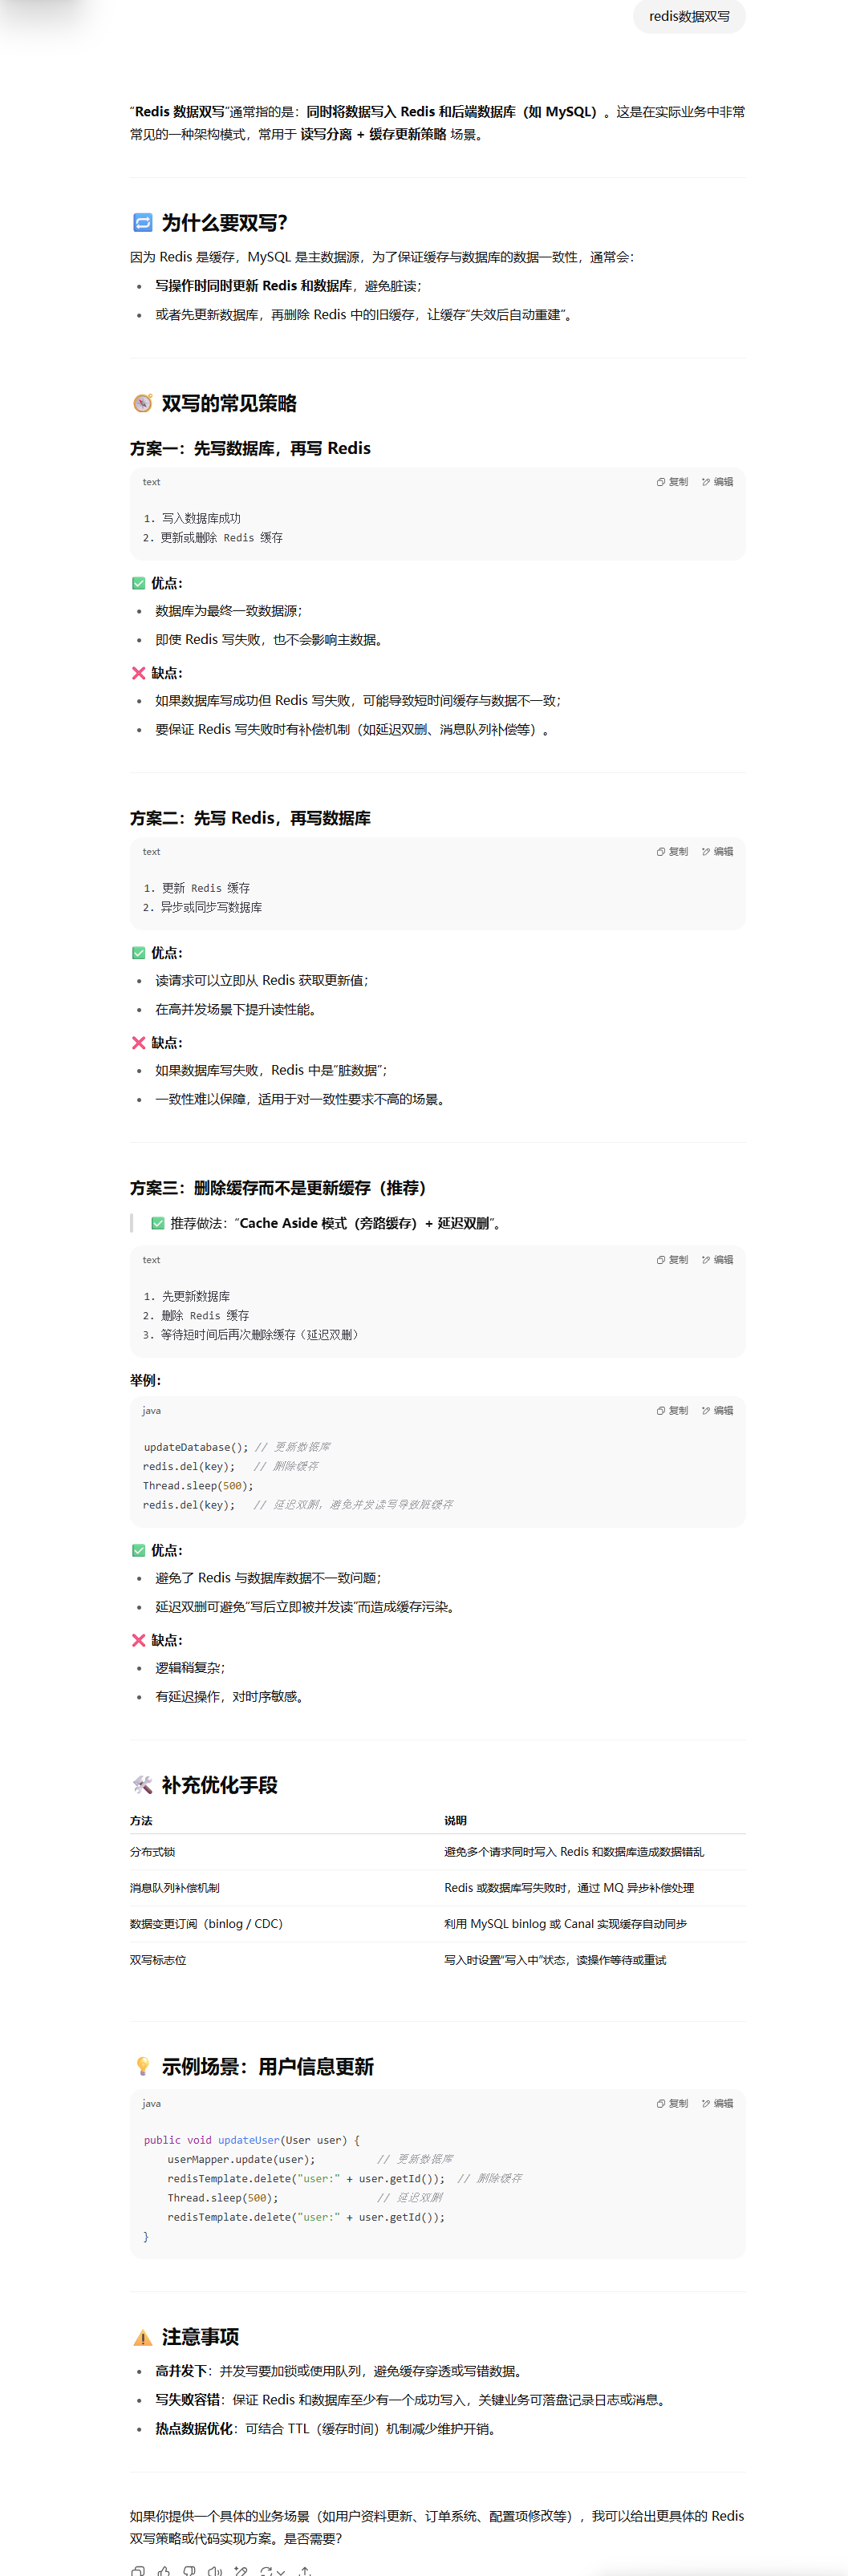 redis数据双写
“Redis 数据双写”通常指的是：同时将数据写入 Redis 和后端数据库（如 MySQL）。这是在实际业务中非常
常见的一种架构模式，常用于 读写分离 + 缓存更新策略 场景。
🔁 为什么要双写？
因为 Redis 是缓存，MySQL 是主数据源，为了保证缓存与数据库的数据一致性，通常会：
• 写操作时同时更新 Redis 和数据库，避免脏读；
• 或者先更新数据库，再删除 Redis 中的旧缓存，让缓存“失效后自动重建”。
🧭 双写的常见策略
方案一：先写数据库，再写 Redis
text 复制 编辑
1. 写入数据库成功
2. 更新或删除 Redis 缓存
✅ 优点：
• 数据库为最终一致数据源；
• 即使 Redis 写失败，也不会影响主数据。
❌ 缺点：
• 如果数据库写成功但 Redis 写失败，可能导致短时间缓存与数据不一致；
• 要保证 Redis 写失败时有补偿机制（如延迟双删、消息队列补偿等）。
方案二：先写 Redis，再写数据库
text 复制 编辑
1. 更新 Redis 缓存
2. 异步或同步写数据库
✅ 优点：
• 读请求可以立即从 Redis 获取更新值；
• 在高并发场景下提升读性能。
❌ 缺点：
• 如果数据库写失败，Redis 中是“脏数据”；
• 一致性难以保障，适用于对一致性要求不高的场景。
方案三：删除缓存而不是更新缓存（推荐）
✅ 推荐做法：“Cache Aside 模式（旁路缓存）+ 延迟双删”。
text 复制 编辑
1. 先更新数据库
2. 删除 Redis 缓存
3. 等待短时间后再次删除缓存（延迟双删）
举例：
java 复制 编辑
updateDatabase(); // 更新数据库
redis.del(key); // 删除缓存
Thread.sleep(500);
redis.del(key); // 延迟双删，避免并发读写导致脏缓存
✅ 优点：
• 避免了 Redis 与数据库数据不一致问题；
• 延迟双删可避免“写后立即被并发读”而造成缓存污染。
❌ 缺点：
• 逻辑稍复杂；
• 有延迟操作，对时序敏感。
🛠️ 补充优化手段
方法 说明
分布式锁 避免多个请求同时写入 Redis 和数据库造成数据错乱
消息队列补偿机制 Redis 或数据库写失败时，通过 MQ 异步补偿处理
数据变更订阅（binlog / CDC） 利用 MySQL binlog 或 Canal 实现缓存自动同步
双写标志位 写入时设置“写入中”状态，读操作等待或重试
💡 示例场景：用户信息更新
java 复制 编辑
public void updateUser(User user) {
userMapper.update(user); // 更新数据库
redisTemplate.delete("user:" + user.getId()); // 删除缓存
Thread.sleep(500); // 延迟双删
redisTemplate.delete("user:" + user.getId());
}
⚠️ 注意事项
• 高并发下：并发写要加锁或使用队列，避免缓存穿透或写错数据。
• 写失败容错：保证 Redis 和数据库至少有一个成功写入，关键业务可落盘记录日志或消息。
• 热点数据优化：可结合 TTL（缓存时间）机制减少维护开销。
如果你提供一个具体的业务场景（如用户资料更新、订单系统、配置项修改等），我可以给出更具体的 Redis
双写策略或代码实现方案。是否需要？